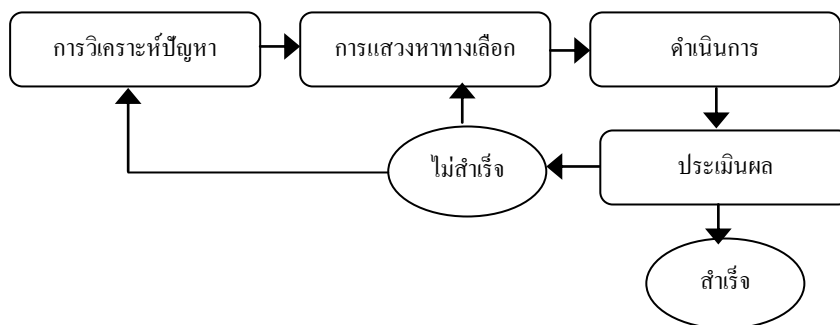 การวิเคราะห์ปัญหา
การแสวงหาทางเลือก
ดำเนินการ
ไม่สำเร็จ
ประเมินผล
สำเร็จ